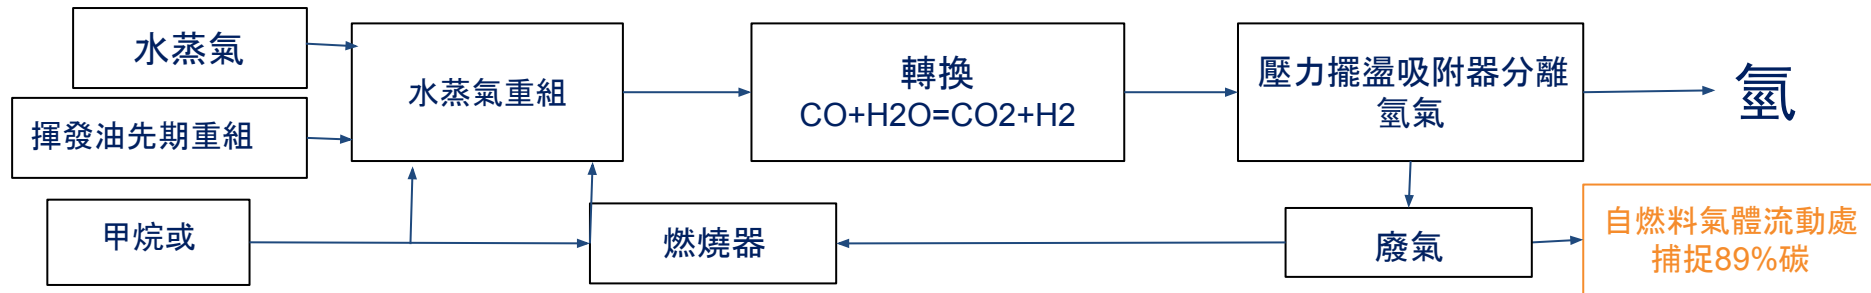 水蒸氣
揮發油先期重組
甲烷或
水蒸氣重組
燃燒器
轉換
CO+H2O=CO2+H2
壓力擺盪吸附器分離
氫氣
廢氣
氫
自燃料氣體流動處
捕捉89%碳